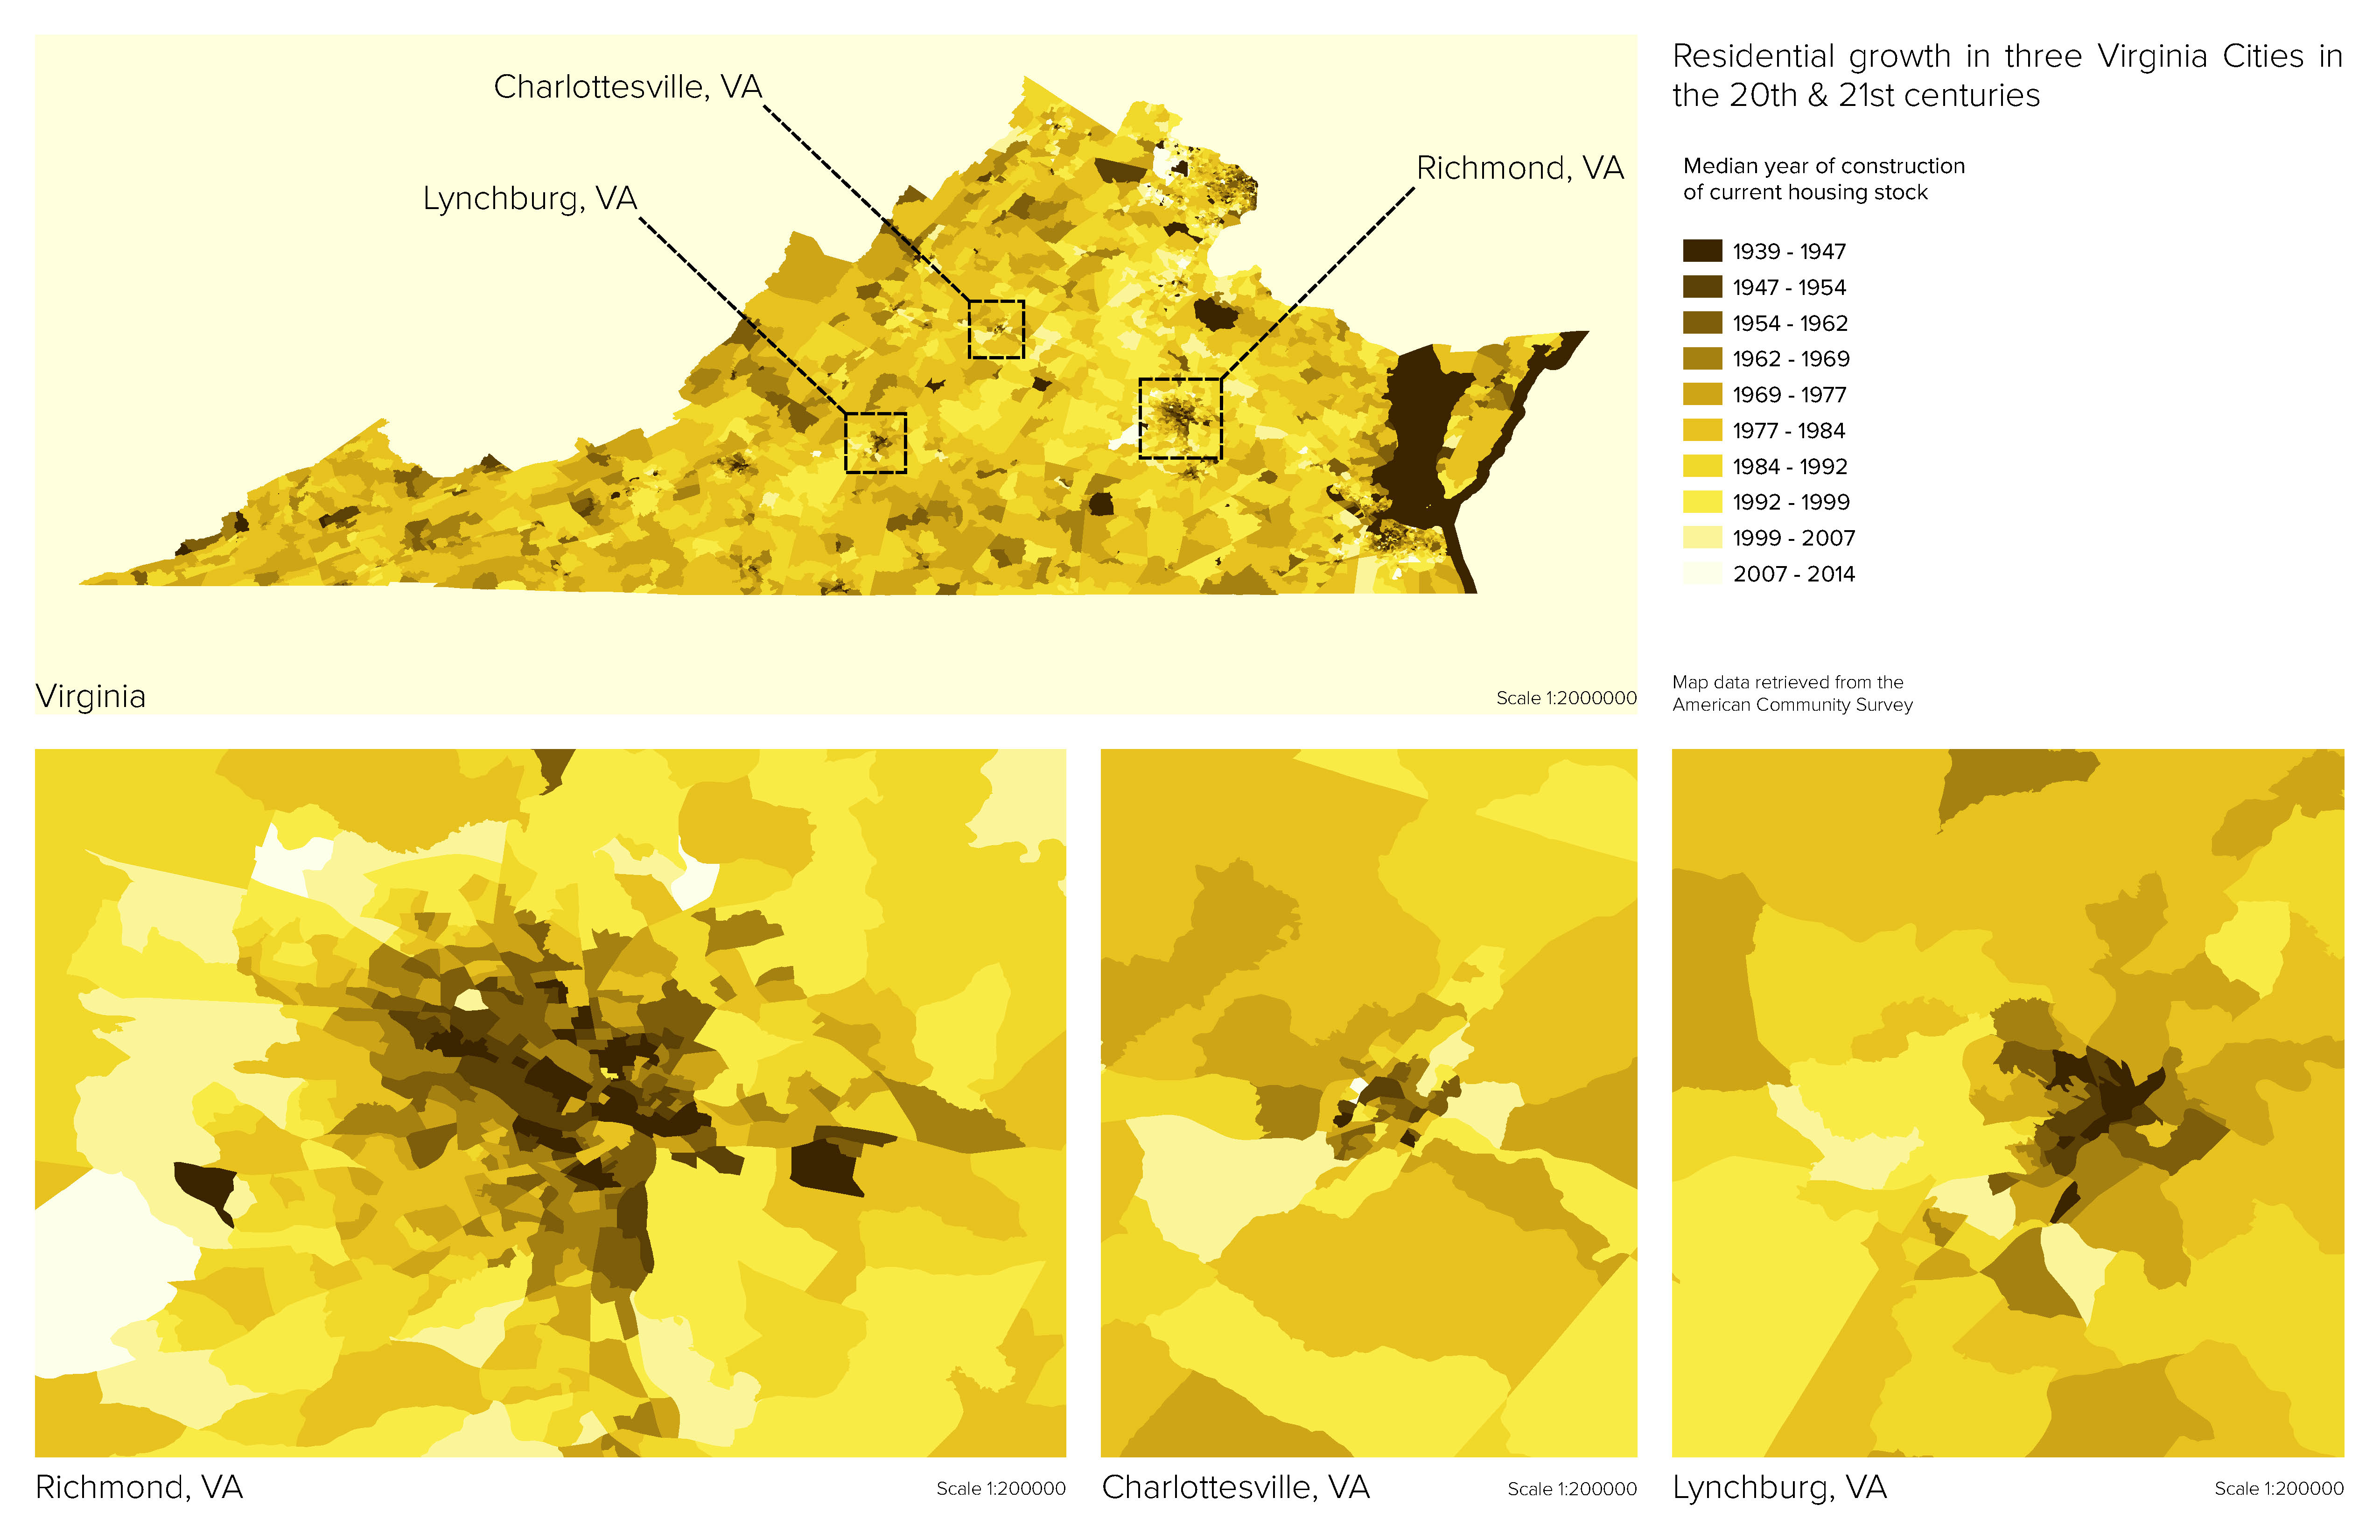 Charlottesville, VA
Lynchburg, VA
Richmond, VA
Virginia
Scale 1:2000000
Residential growth in three Virginia Cities in
the 20th & 21st centuries
Median year of construction
of current housing stock
1939 - 1947
1947 - 1954
1954 - 1962
1962 - 1969
1969 - 1977
1977 - 1984
1984 - 1992
1992 - 1999
1999 - 2007
2007 - 2014
Map data retrieved from the
American Community Survey
Richmond, VA
Scale 1:200000
Charlottesville, VA
Scale 1:200000
Lynchburg, VA
Scale 1:200000